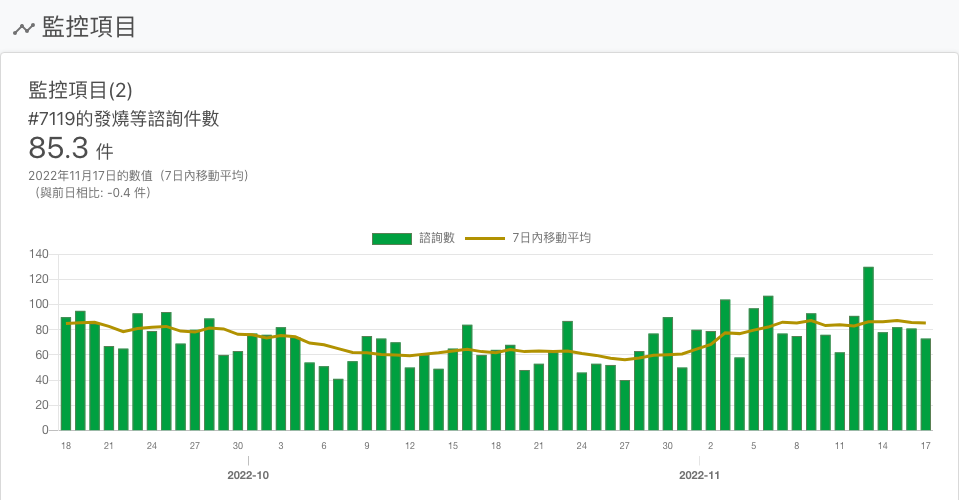 監控項目
監控項目(2)
#7119的發燒等諮詢件數
85.3 件
2022年11月17日的數值（7日內移動平均）
（與前日相比: -0.4 件）
諮詢數 7日內移動平均
140
120
100
80
60
40
20
0
18 21 24 27 30 3 6 9 12 15 18 21 24 27 30 2 5 8 11 14 17
2022-10 2022-11